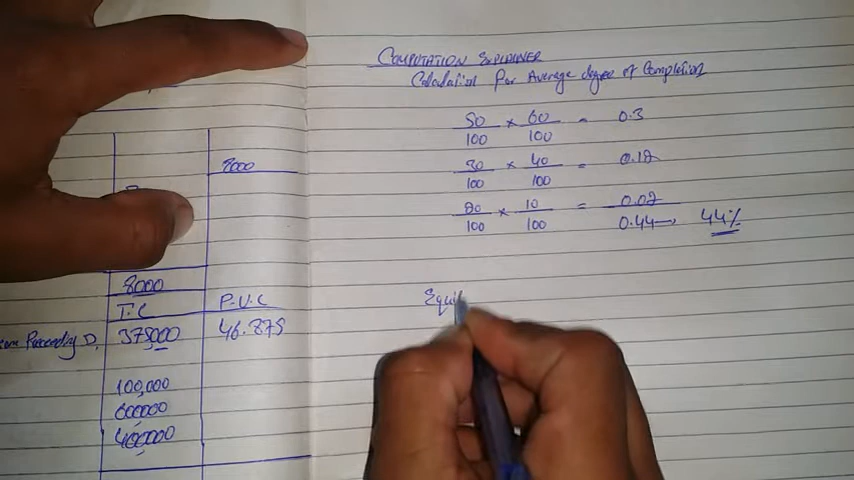 8000
8000
T.C P.U.C
Preceding D. 375000 46.875
100,000
600000
400000
COMPUTATION EXPLAINER
Calculation For Average degree of Completion
50/100 × 60/100 = 0.3
30/100 × 40/100 = 0.12
20/100 × 10/100 = 0.02
0.44 → 44%
Equi